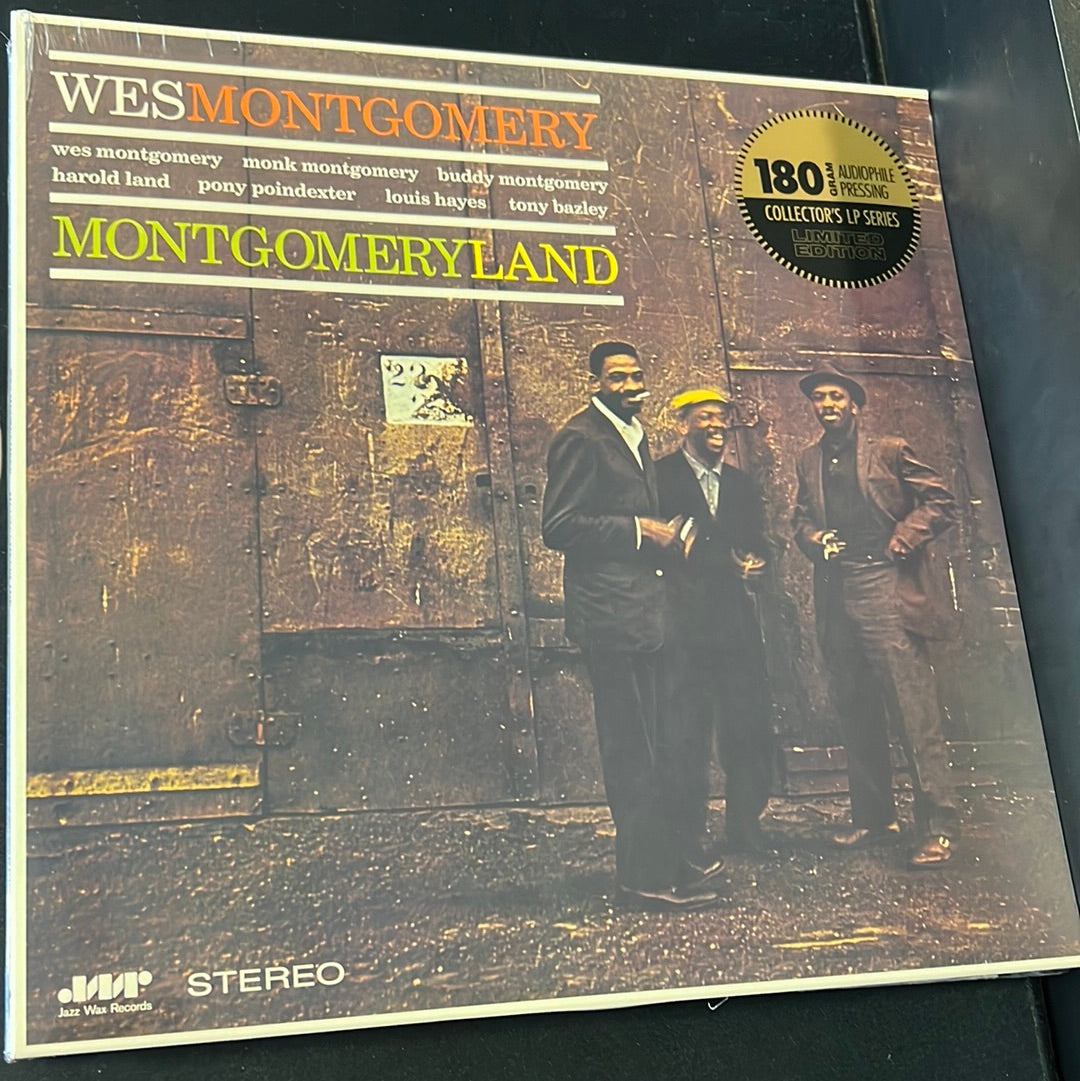 WESMONTGOMERY
wes montgomery monk montgomery buddy montgomery
harold land pony poindexter louis hayes tony bazley
MONTGOMERYLAND
180 GRAM AUDIOPHILE
PRESSING
COLLECTOR'S LP SERIES
LIMITED
EDITION
22
STEREO
Jazz Wax Records